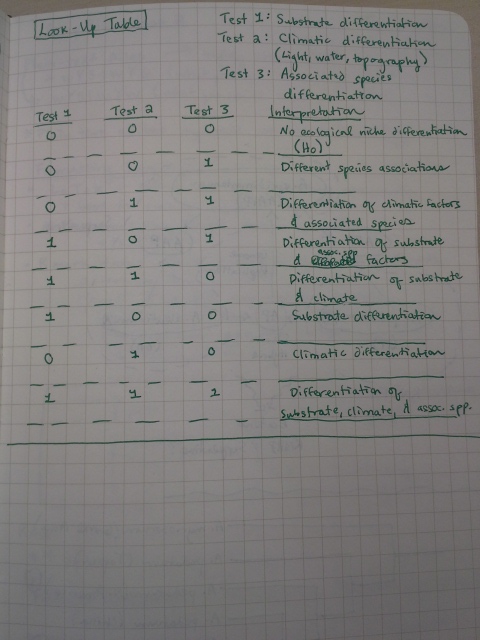 Look-Up Table
Test 1: Substrate differentiation
Test 2: Climatic differentiation
(Light, water, topography)
Test 3: Associated species
differentiation
Test 1 Test 2 Test 3 Interpretation
0 0 0 No ecological niche differentiation
(Ho)
0 0 1 Different species associations
0 1 1 Differentiation of climatic factors
& associated species
1 0 1 Differentiation of substrate
& assoc. spp. factors
1 1 0 Differentiation of substrate
& climate
1 0 0 Substrate differentiation
0 1 0 Climatic differentiation
1 1 1 Differentiation of
substrate, climate, & assoc. spp.